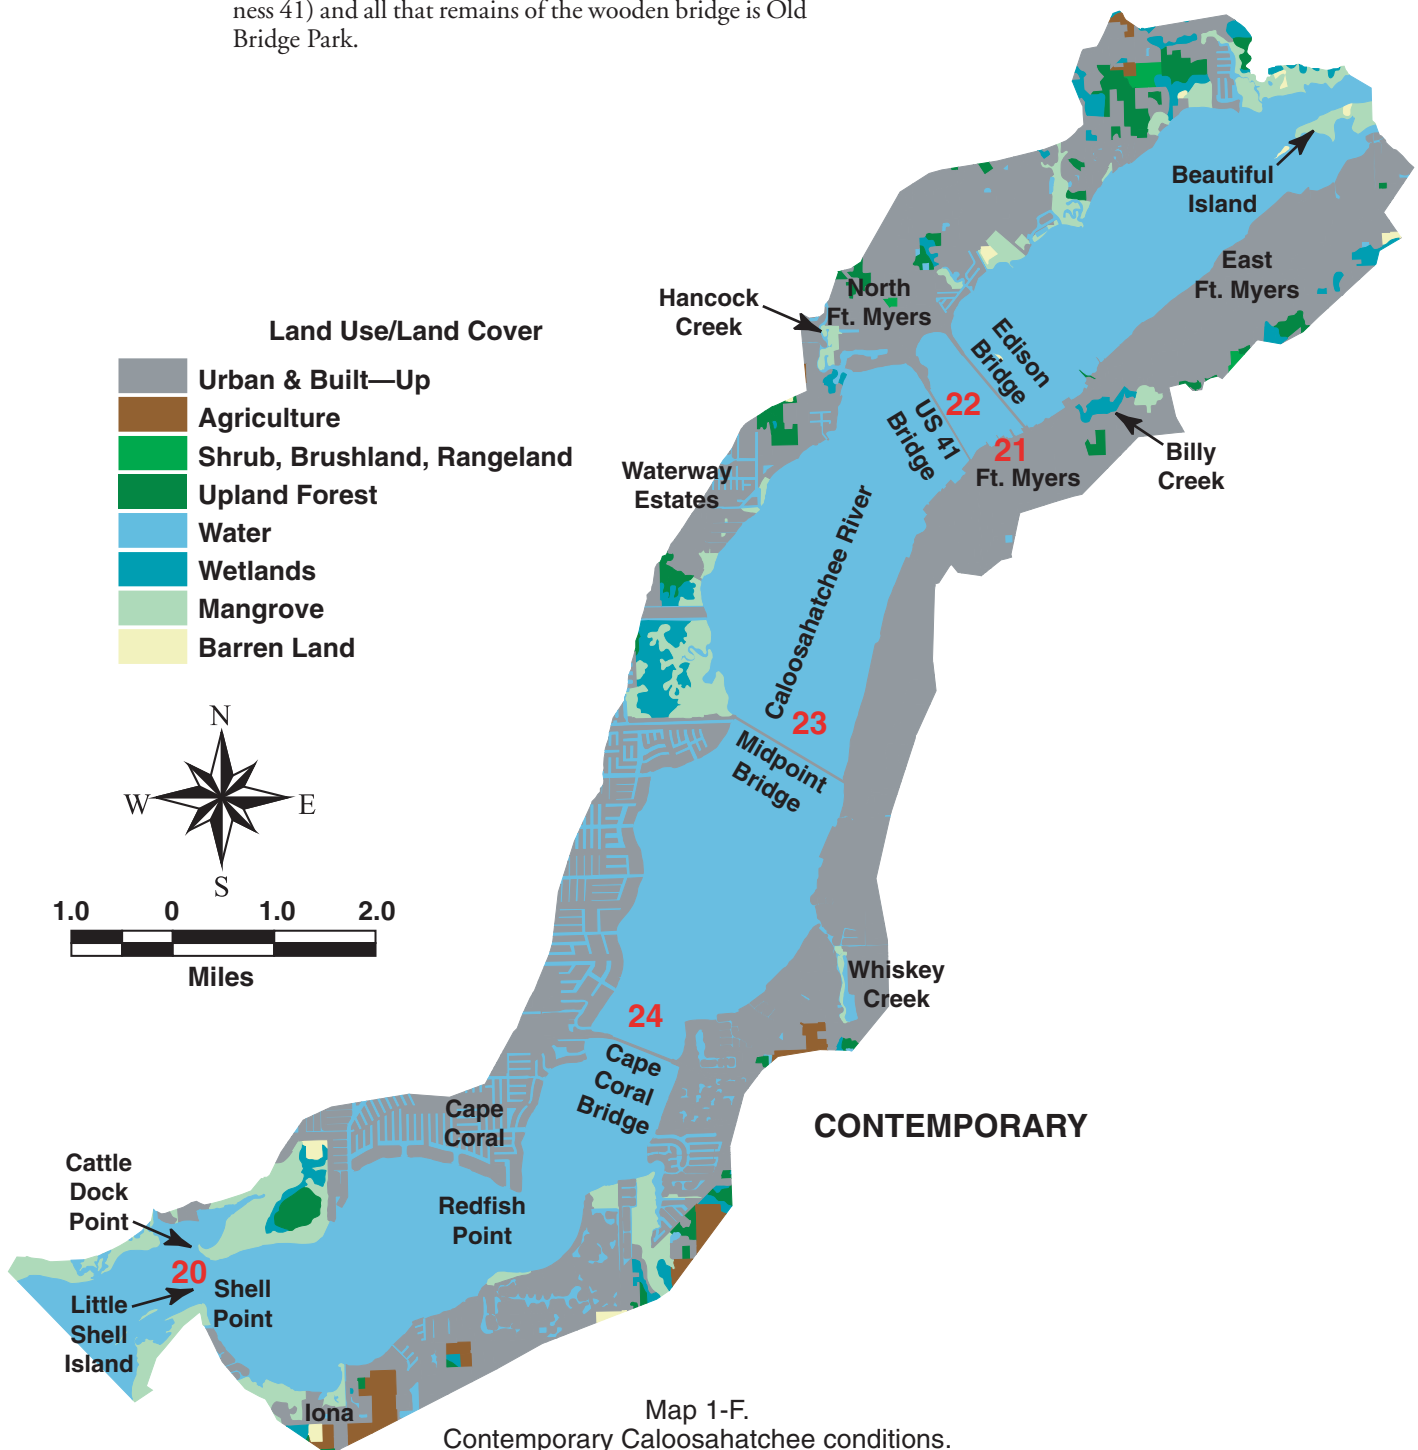 ness 41) and all that remains of the wooden bridge is Old
Bridge Park.
Beautiful
Island
East
Ft. Myers
North
Ft. Myers
Hancock
Creek
Edison
Bridge
22
US 41
Bridge
21
Ft. Myers
Billy
Creek
Land Use/Land Cover
Urban & Built—Up
Agriculture
Shrub, Brushland, Rangeland
Upland Forest
Water
Wetlands
Mangrove
Barren Land
Waterway
Estates
Caloosahatchee River
23
Midpoint
Bridge
N
W
E
S
1.0 0 1.0 2.0
Miles
Whiskey
Creek
24
Cape
Coral
Bridge
Cape
Coral
CONTEMPORARY
Cattle
Dock
Point
Redfish
Point
20
Shell
Point
Little
Shell
Island
Iona
Map 1-F.
Contemporary Caloosahatchee conditions.